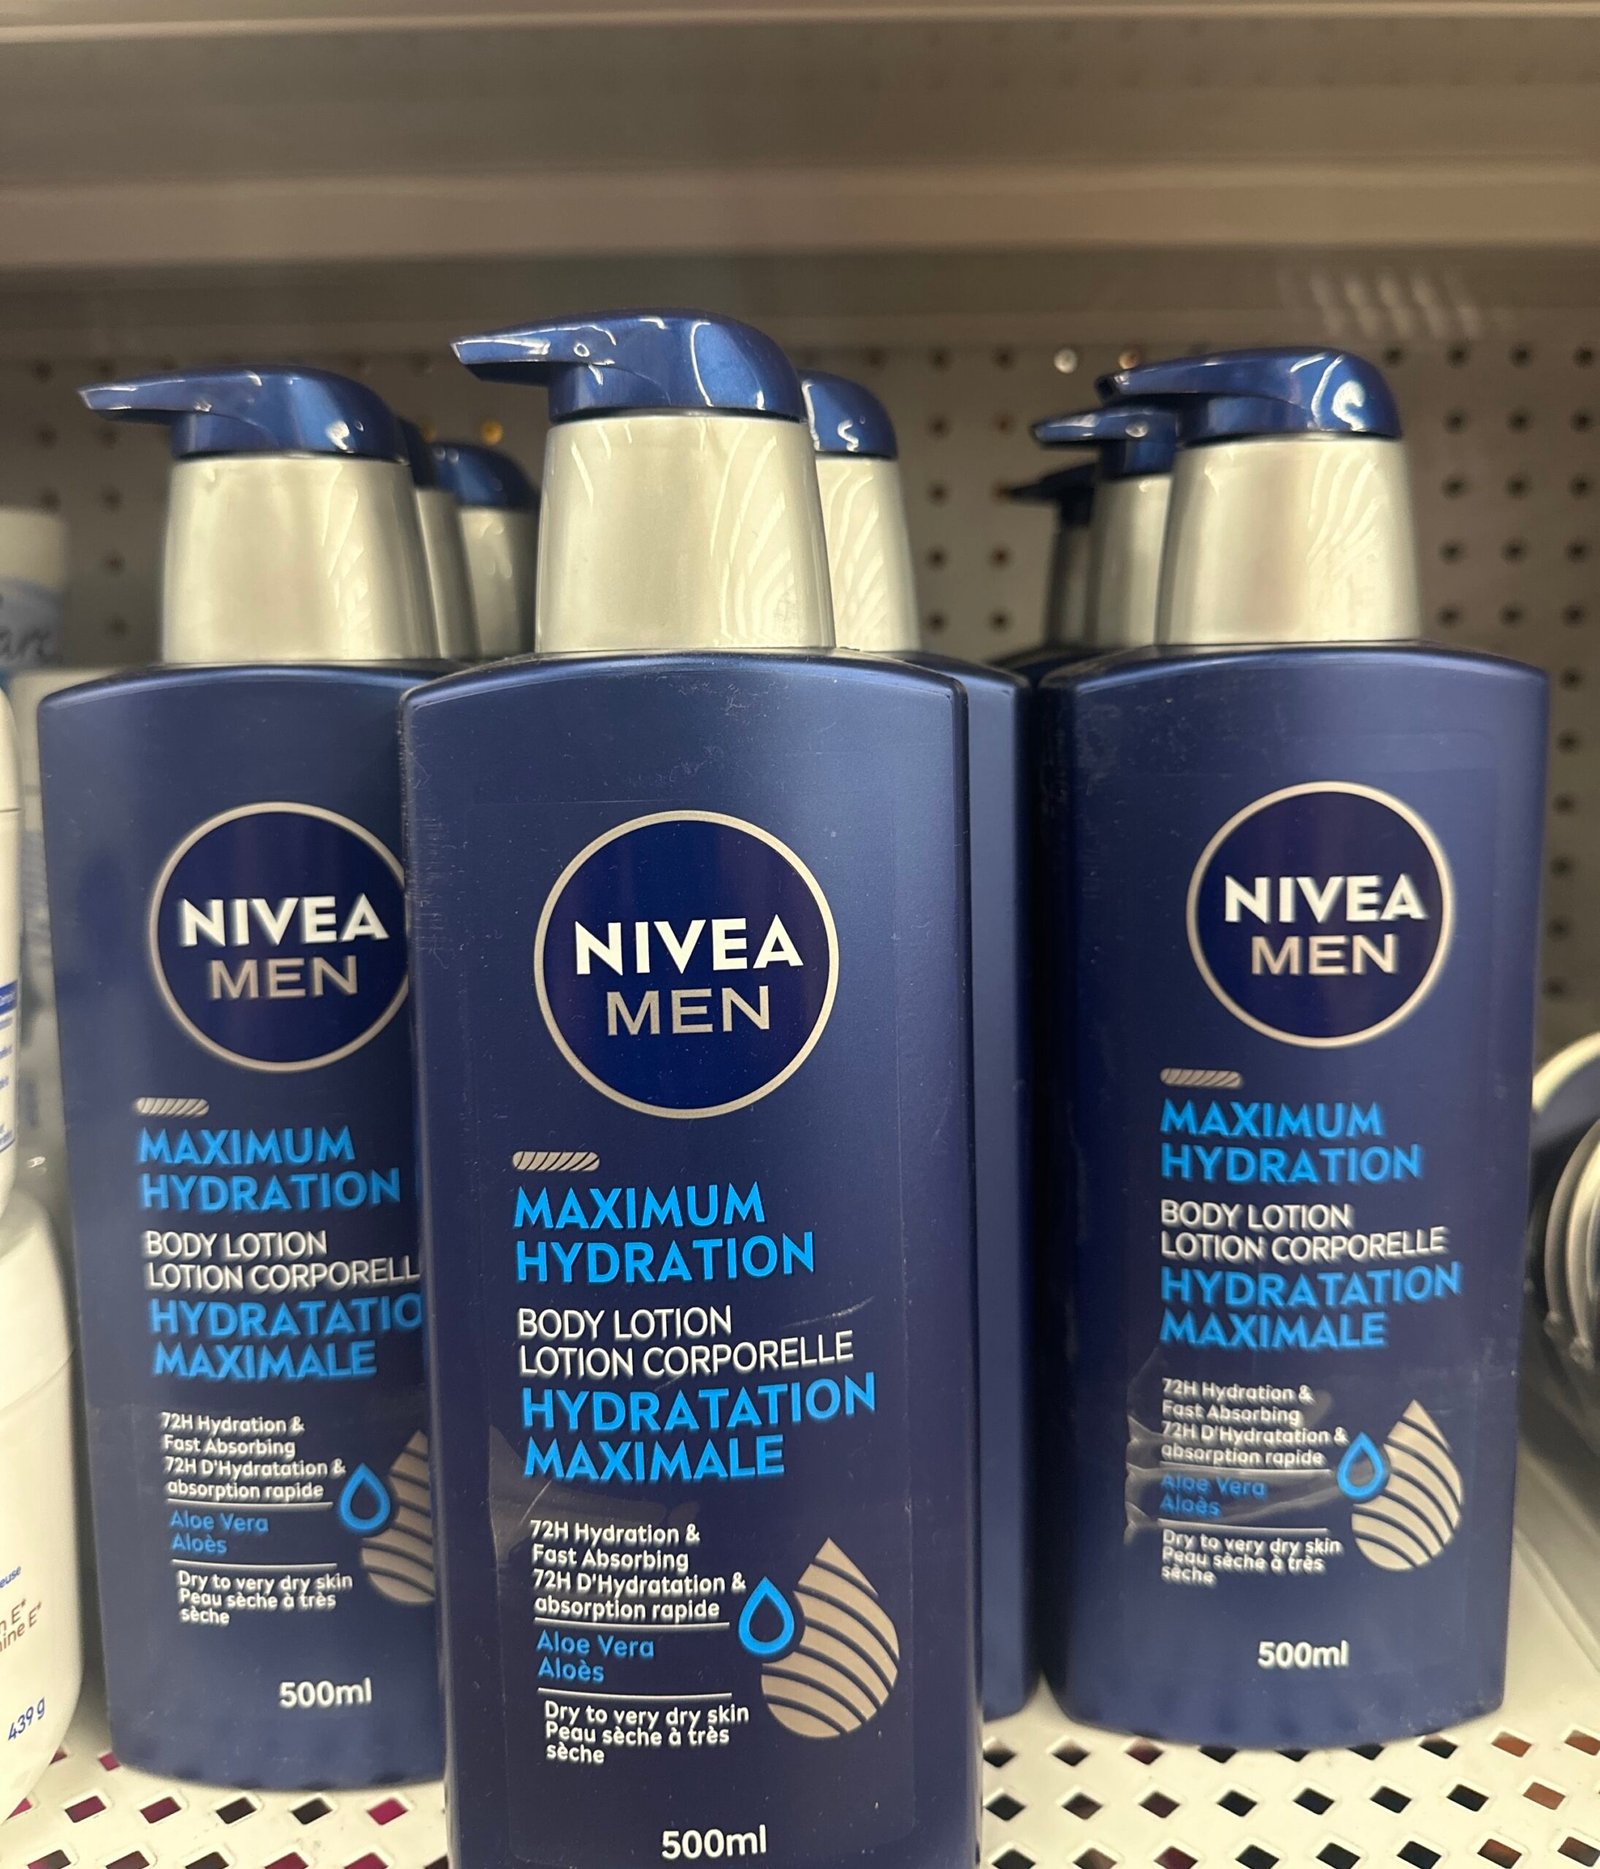 NIVEA
MEN
MAXIMUM
HYDRATION
BODY LOTION
LOTION CORPORELL
HYDRATATIO
MAXIMALE
72H Hydration &
Fast Absorbing
72H D'Hydratation &
absorption rapide
Aloe Vera
Aloès
Dry to very dry skin
Peau sèche à très
sèche
500ml
NIVEA
MEN
MAXIMUM
HYDRATION
BODY LOTION
LOTION CORPORELLE
HYDRATATION
MAXIMALE
72H Hydration &
Fast Absorbing
72H D'Hydratation &
absorption rapide
Aloe Vera
Aloès
Dry to very dry skin
Peau sèche à très
sèche
500ml
NIVEA
MEN
MAXIMUM
HYDRATION
BODY LOTION
LOTION CORPORELLE
HYDRATATION
MAXIMALE
72H Hydration &
Fast Absorbing
72H D'Hydratation &
absorption rapide
Aloe Vera
Aloès
Dry to very dry skin
Peau sèche à très
sèche
500ml
439 g